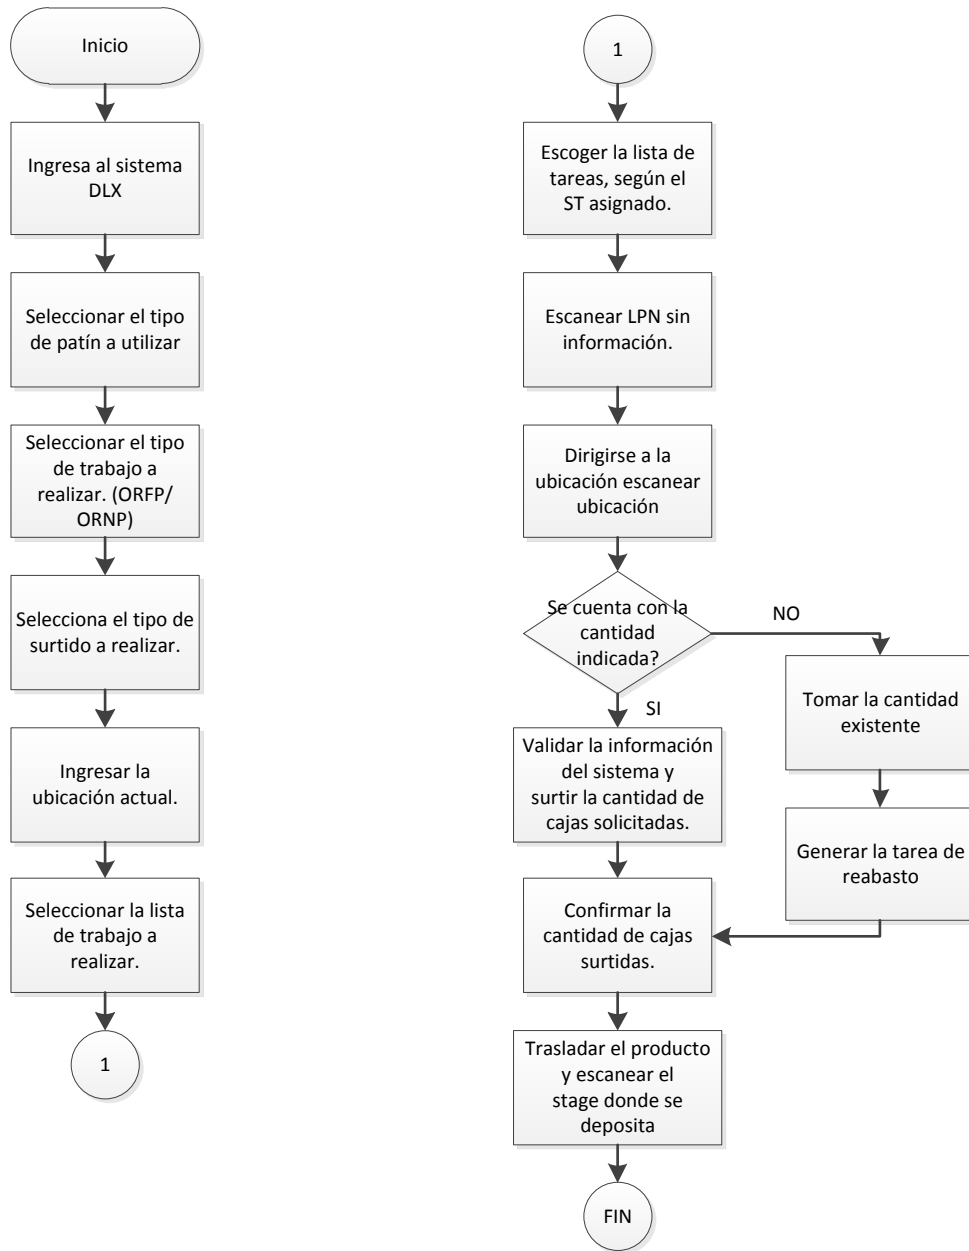 Inicio
Ingresa al sistema
DLX
Seleccionar el tipo
de patín a utilizar
Seleccionar el tipo
de trabajo a
realizar. (ORFP/
ORNP)
Selecciona el tipo de
surtido a realizar.
Ingresar la
ubicación actual.
Seleccionar la lista
de trabajo a
realizar.
1
1
Escoger la lista de
tareas, según el
ST asignado.
Escanear LPN sin
información.
Dirigirse a la
ubicación escanear
ubicación
Se cuenta con la
cantidad
indicada?
NO
SI
Tomar la cantidad
existente
Generar la tarea de
reabasto
Validar la información
del sistema y
surtir la cantidad de
cajas solicitadas.
Confirmar la
cantidad de cajas
surtidas.
Trasladar el producto
y escanear el
stage donde se
deposita
FIN